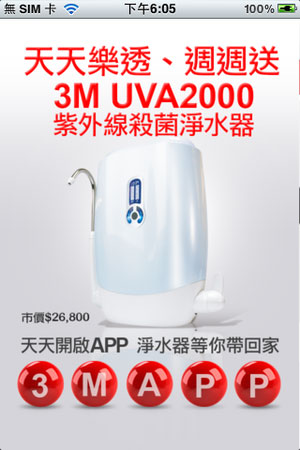 無 SIM 卡 下午6:05 100%
天天樂透、週週送
3M UVA2000
紫外線殺菌淨水器
市價$26,800
天天開啟APP 淨水器等你帶回家
3 M A P P